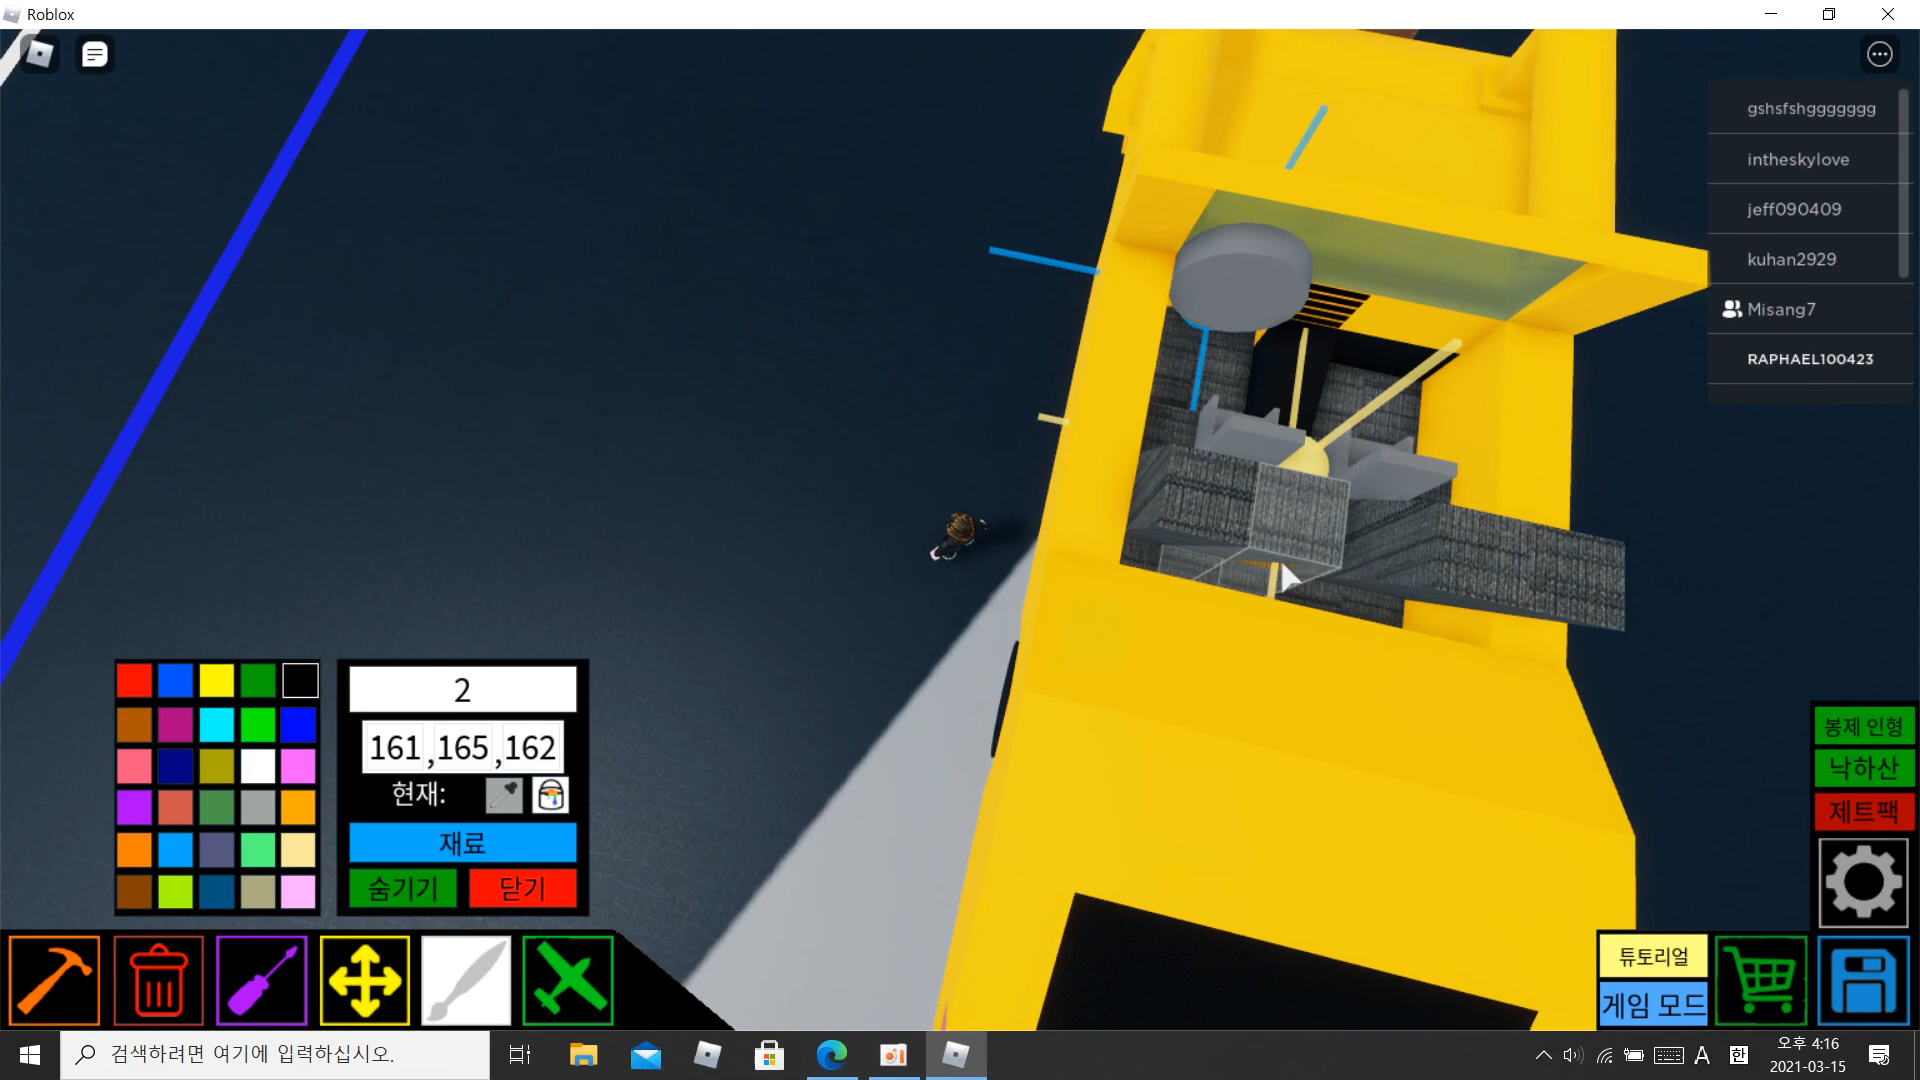 Roblox
gshsfshggggggg
intheskylove
jeff090409
kuhan2929
Misang7
RAPHAEL100423
2
161,165,162
현재:
재료
숨기기
닫기
봉제 인형
낙하산
제트팩
튜토리얼
게임 모드
검색하려면 여기에 입력하십시오.
A
한
오후 4:16
2021-03-15